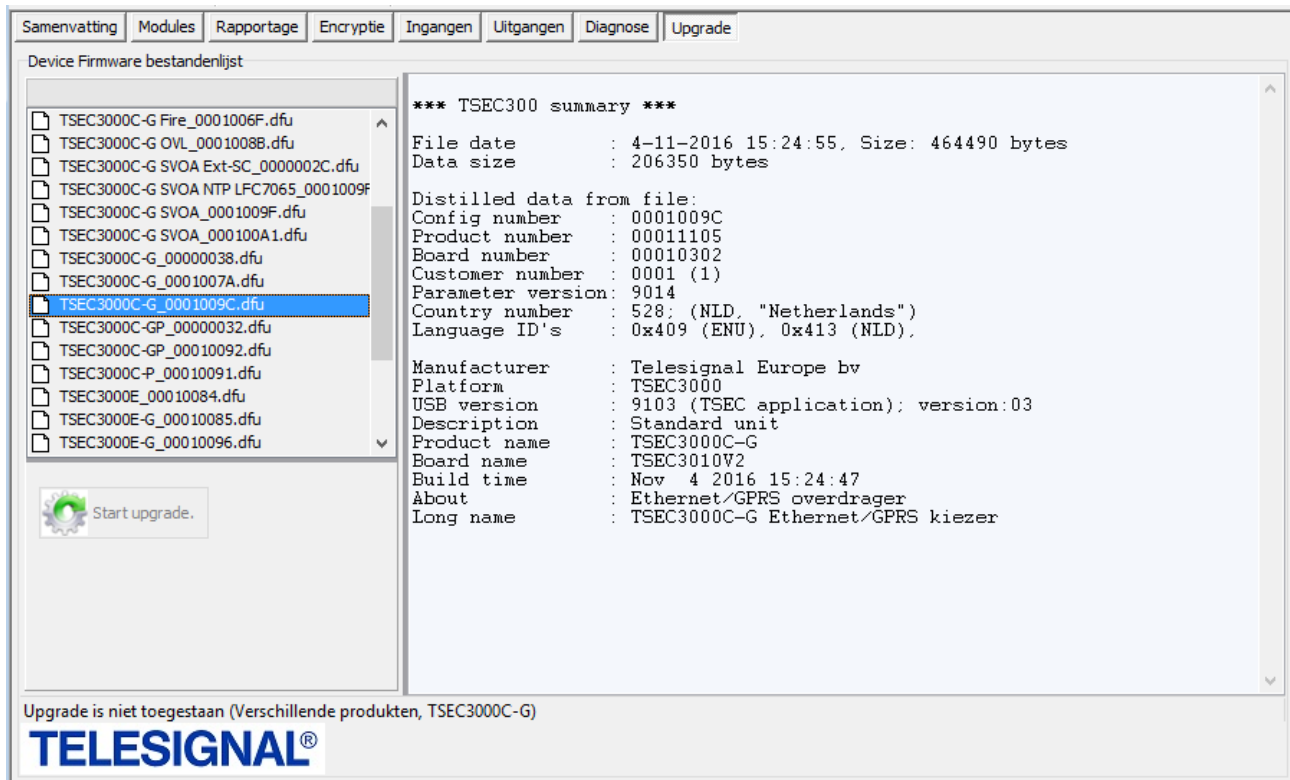 Samenvatting Modules Rapportage Encryptie Ingangen Uitgangen Diagnose Upgrade
Device Firmware bestandenlijst
TSEC3000C-G Fire_0001006F.dfu
TSEC3000C-G OVL_0001008B.dfu
TSEC3000C-G SVOA Ext-SC_0000002C.dfu
TSEC3000C-G SVOA NTP LFC7065_0001009F
TSEC3000C-G SVOA_0001009F.dfu
TSEC3000C-G SVOA_000100A1.dfu
TSEC3000C-G_00000038.dfu
TSEC3000C-G_0001007A.dfu
TSEC3000C-G_0001009C.dfu
TSEC3000C-GP_00000032.dfu
TSEC3000C-GP_00010092.dfu
TSEC3000C-P_00010091.dfu
TSEC3000E_00010084.dfu
TSEC3000E-G_00010085.dfu
TSEC3000E-G_00010096.dfu
Start upgrade.
*** TSEC300 summary ***
File date : 4-11-2016 15:24:55, Size: 464490 bytes
Data size : 206350 bytes
Distilled data from file:
Config number : 0001009C
Product number : 00011105
Board number : 00010302
Customer number : 0001 (1)
Parameter version: 9014
Country number : 528; (NLD, "Netherlands")
Language ID's : 0x409 (ENU), 0x413 (NLD),
Manufacturer : Telesignal Europe bv
Platform : TSEC3000
USB version : 9103 (TSEC application); version:03
Description : Standard unit
Product name : TSEC3000C-G
Board name : TSEC3010V2
Build time : Nov 4 2016 15:24:47
About : Ethernet/GPRS overdrager
Long name : TSEC3000C-G Ethernet/GPRS kiezer
Upgrade is niet toegestaan (Verschillende produkten, TSEC3000C-G)
TELESIGNAL®